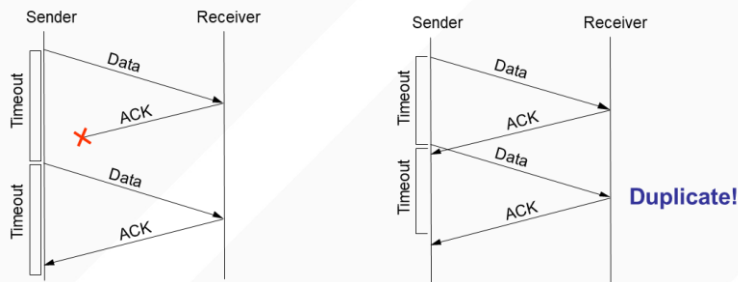 Sender
Receiver
Timeout
Data
ACK
Timeout
Data
ACK
Sender
Receiver
Timeout
Data
ACK
Timeout
Data
ACK
Duplicate!